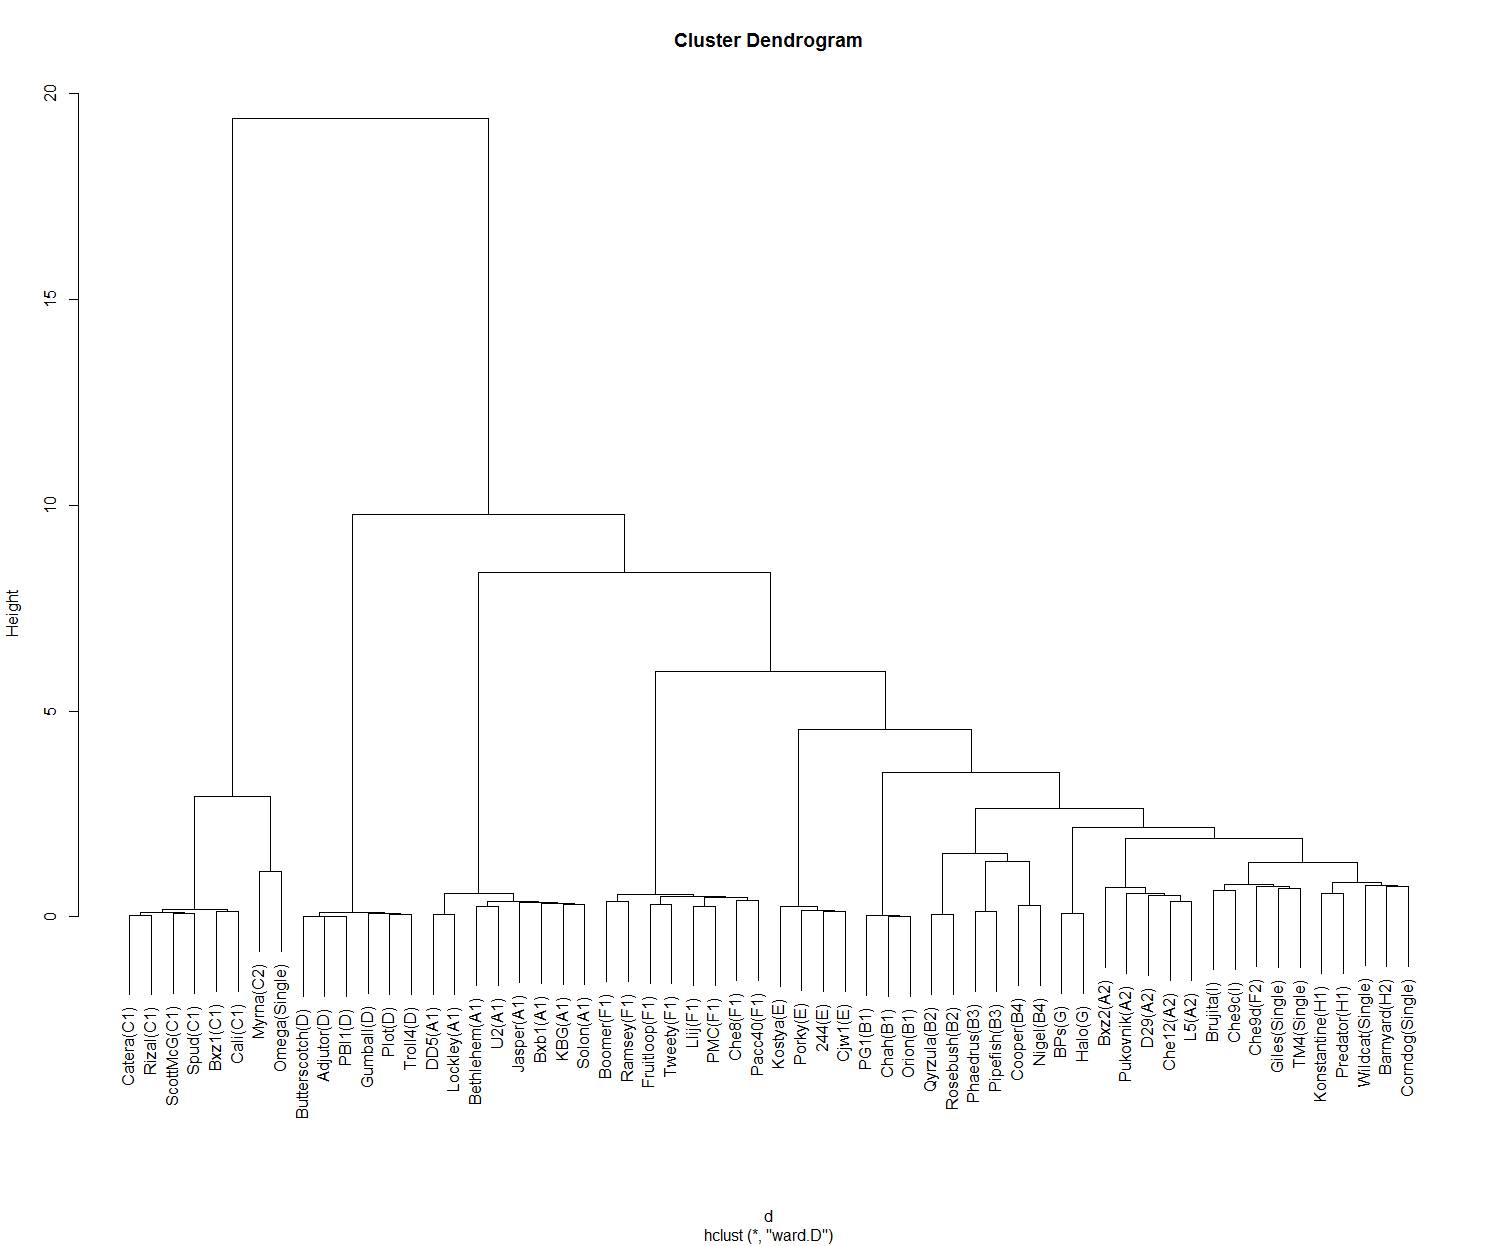 Cluster Dendrogram
Height
20
15
10
5
0
Catera(C1)
Rizal(C1)
ScottMcG(C1)
Spud(C1)
Bxz1(C1)
Cali(C1)
Myrna(C2)
Omega(Single)
Butterscotch(D)
Adjutor(D)
PBI1(D)
Gumball(D)
Plot(D)
Troll4(D)
DD5(A1)
Lockley(A1)
Bethlehem(A1)
U2(A1)
Jasper(A1)
Bxb1(A1)
KBG(A1)
Solon(A1)
Boomer(F1)
Ramsey(F1)
Fruitloop(F1)
Tweety(F1)
Llij(F1)
PMC(F1)
Che8(F1)
Pacc40(F1)
Kostya(E)
Porky(E)
244(E)
Cjw1(E)
PG1(B1)
Chah(B1)
Orion(B1)
Qyrzula(B2)
Rosebush(B2)
Phaedrus(B3)
Pipefish(B3)
Cooper(B4)
Nigel(B4)
BPs(G)
Halo(G)
Bxz2(A2)
Pukovnik(A2)
D29(A2)
Che12(A2)
L5(A2)
Brujita(I)
Che9c(I)
Che9d(F2)
Giles(Single)
TM4(Single)
Konstantine(H1)
Predator(H1)
Wildcat(Single)
Barnyard(H2)
Corndog(Single)
d
hclust (*, "ward.D")